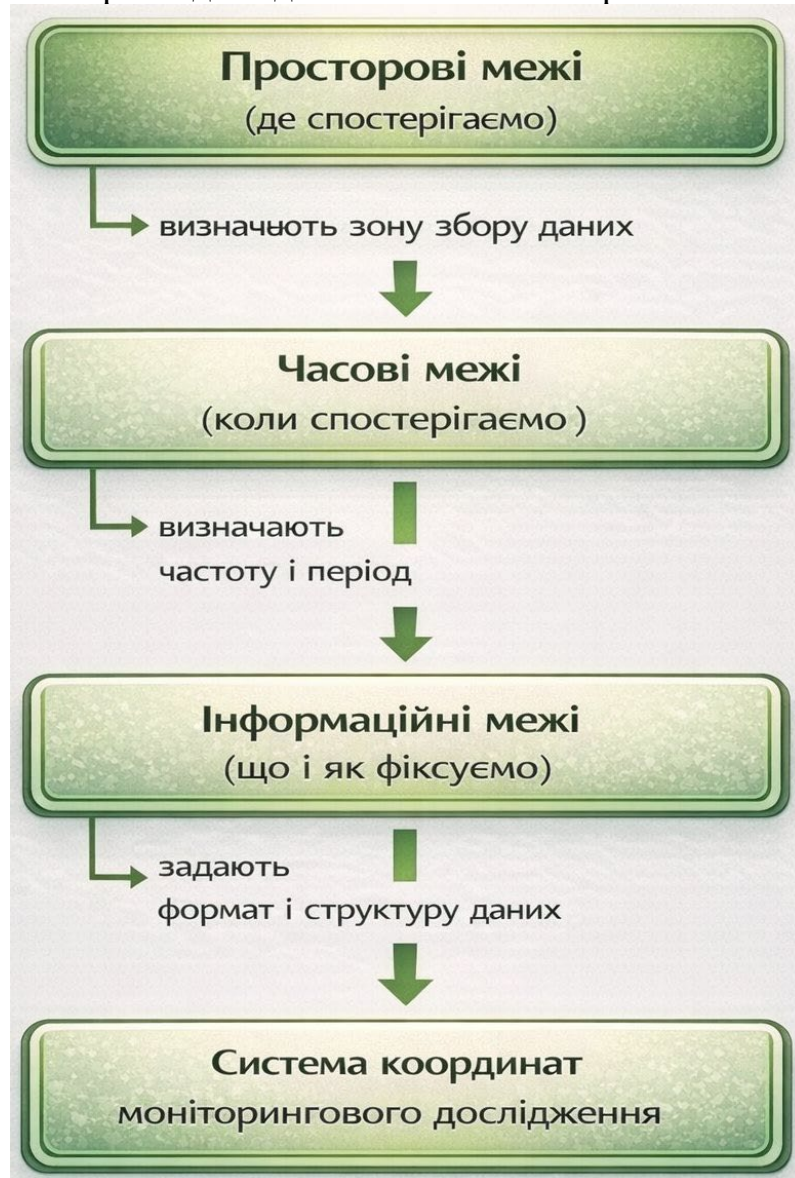 Просторові межі
(де спостерігаємо)
визначують зону збору даних
Часові межі
(коли спостерігаємо )
визначають
частоту і період
Інформаційні межі
(що і як фіксуємо)
задають
формат і структуру даних
Система координат
моніторингового дослідження